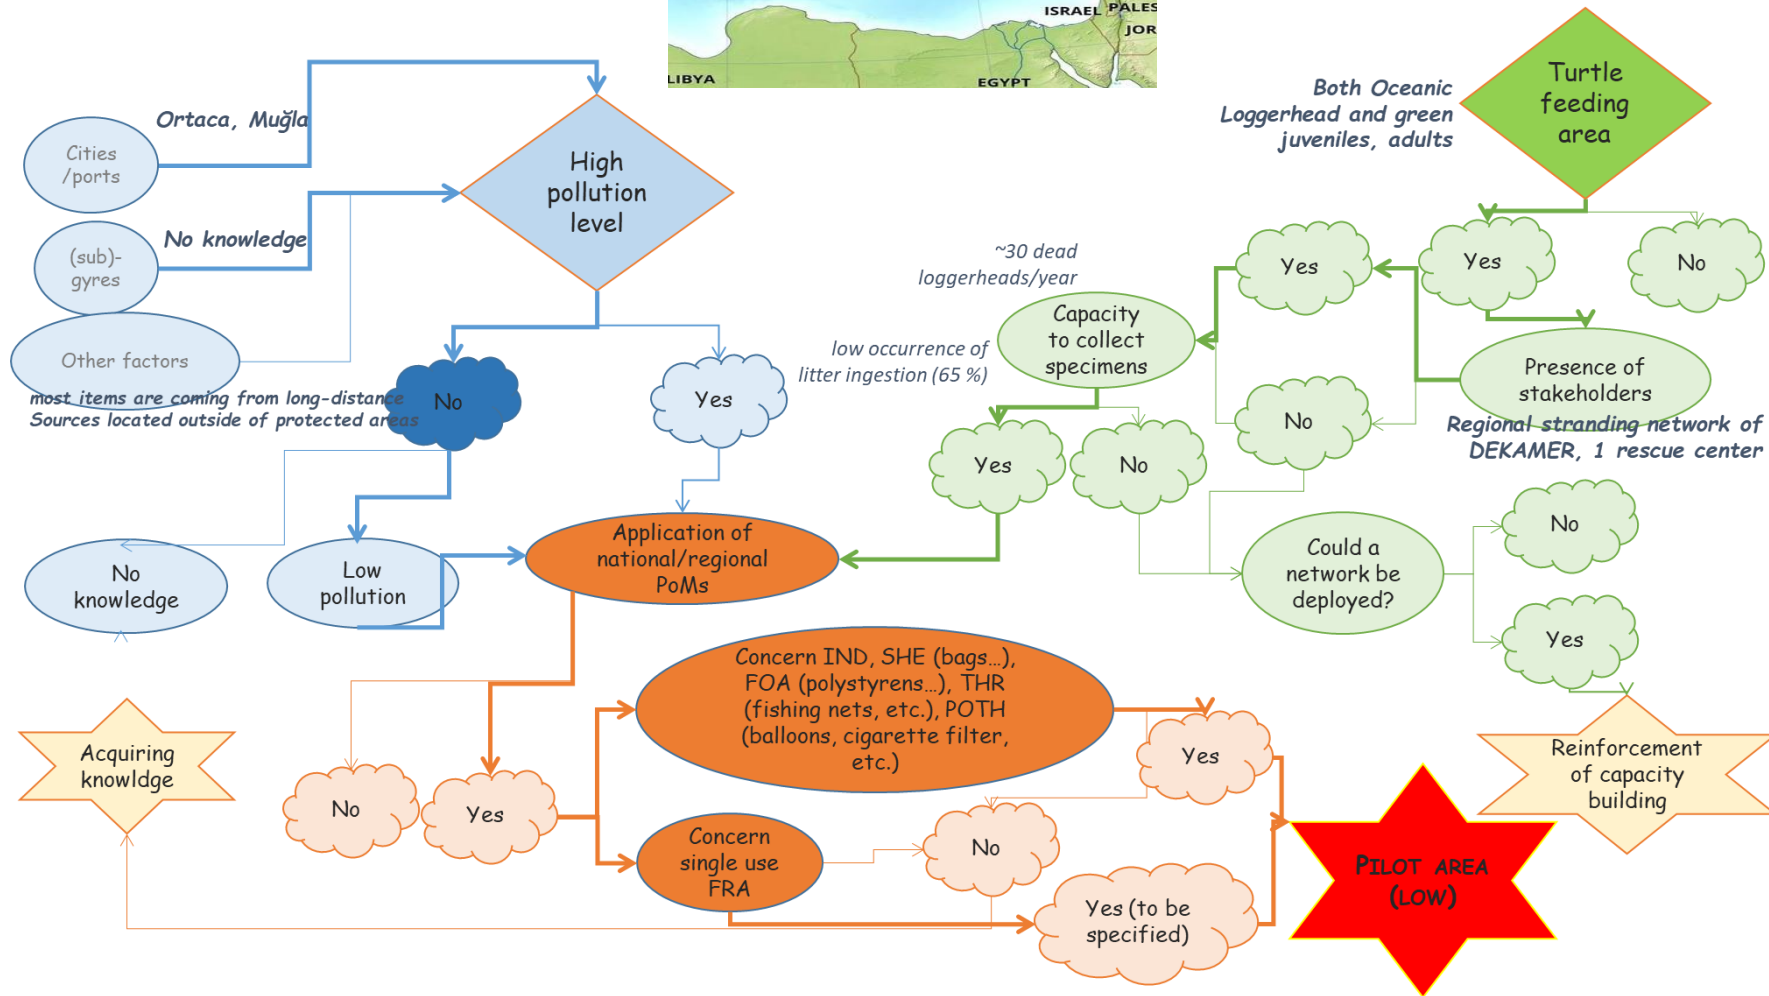 ISRAEL
PALES
JOR
LIBYA
EGYPT
Turtle
feeding
area
Both Oceanic
Loggerhead and green
juveniles, adults
Ortaca, Muğla
Cities
/ports
High
pollution
level
No knowledge
(sub)-
gyres
Other factors
most items are coming from long-distance
Sources located outside of protected areas
No
Yes
~30 dead
loggerheads/year
low occurrence of
litter ingestion (65 %)
Capacity
to collect
specimens
Yes
Yes
No
Presence of
stakeholders
Regional stranding network of
DEKAMER, 1 rescue center
No
Yes
No
No
knowledge
Low
pollution
Application of
national/regional
PoMs
Could a
network be
deployed?
No
Yes
Concern IND, SHE (bags…),
FOA (polystyrens…), THR
(fishing nets, etc.), POTH
(balloons, cigarette filter,
etc.)
Acquiring
knowldge
No
Yes
Yes
Reinforcement
of capacity
building
Concern
single use
FRA
No
Yes (to be
specified)
PILOT AREA
(LOW)